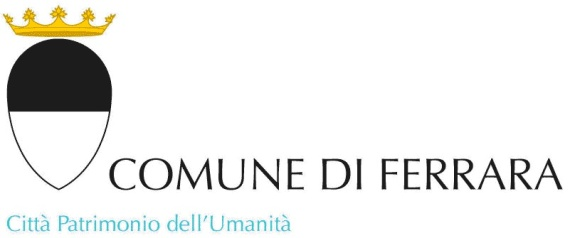 COMUNE DI FERRARA
Città Patrimonio dell'Umanità